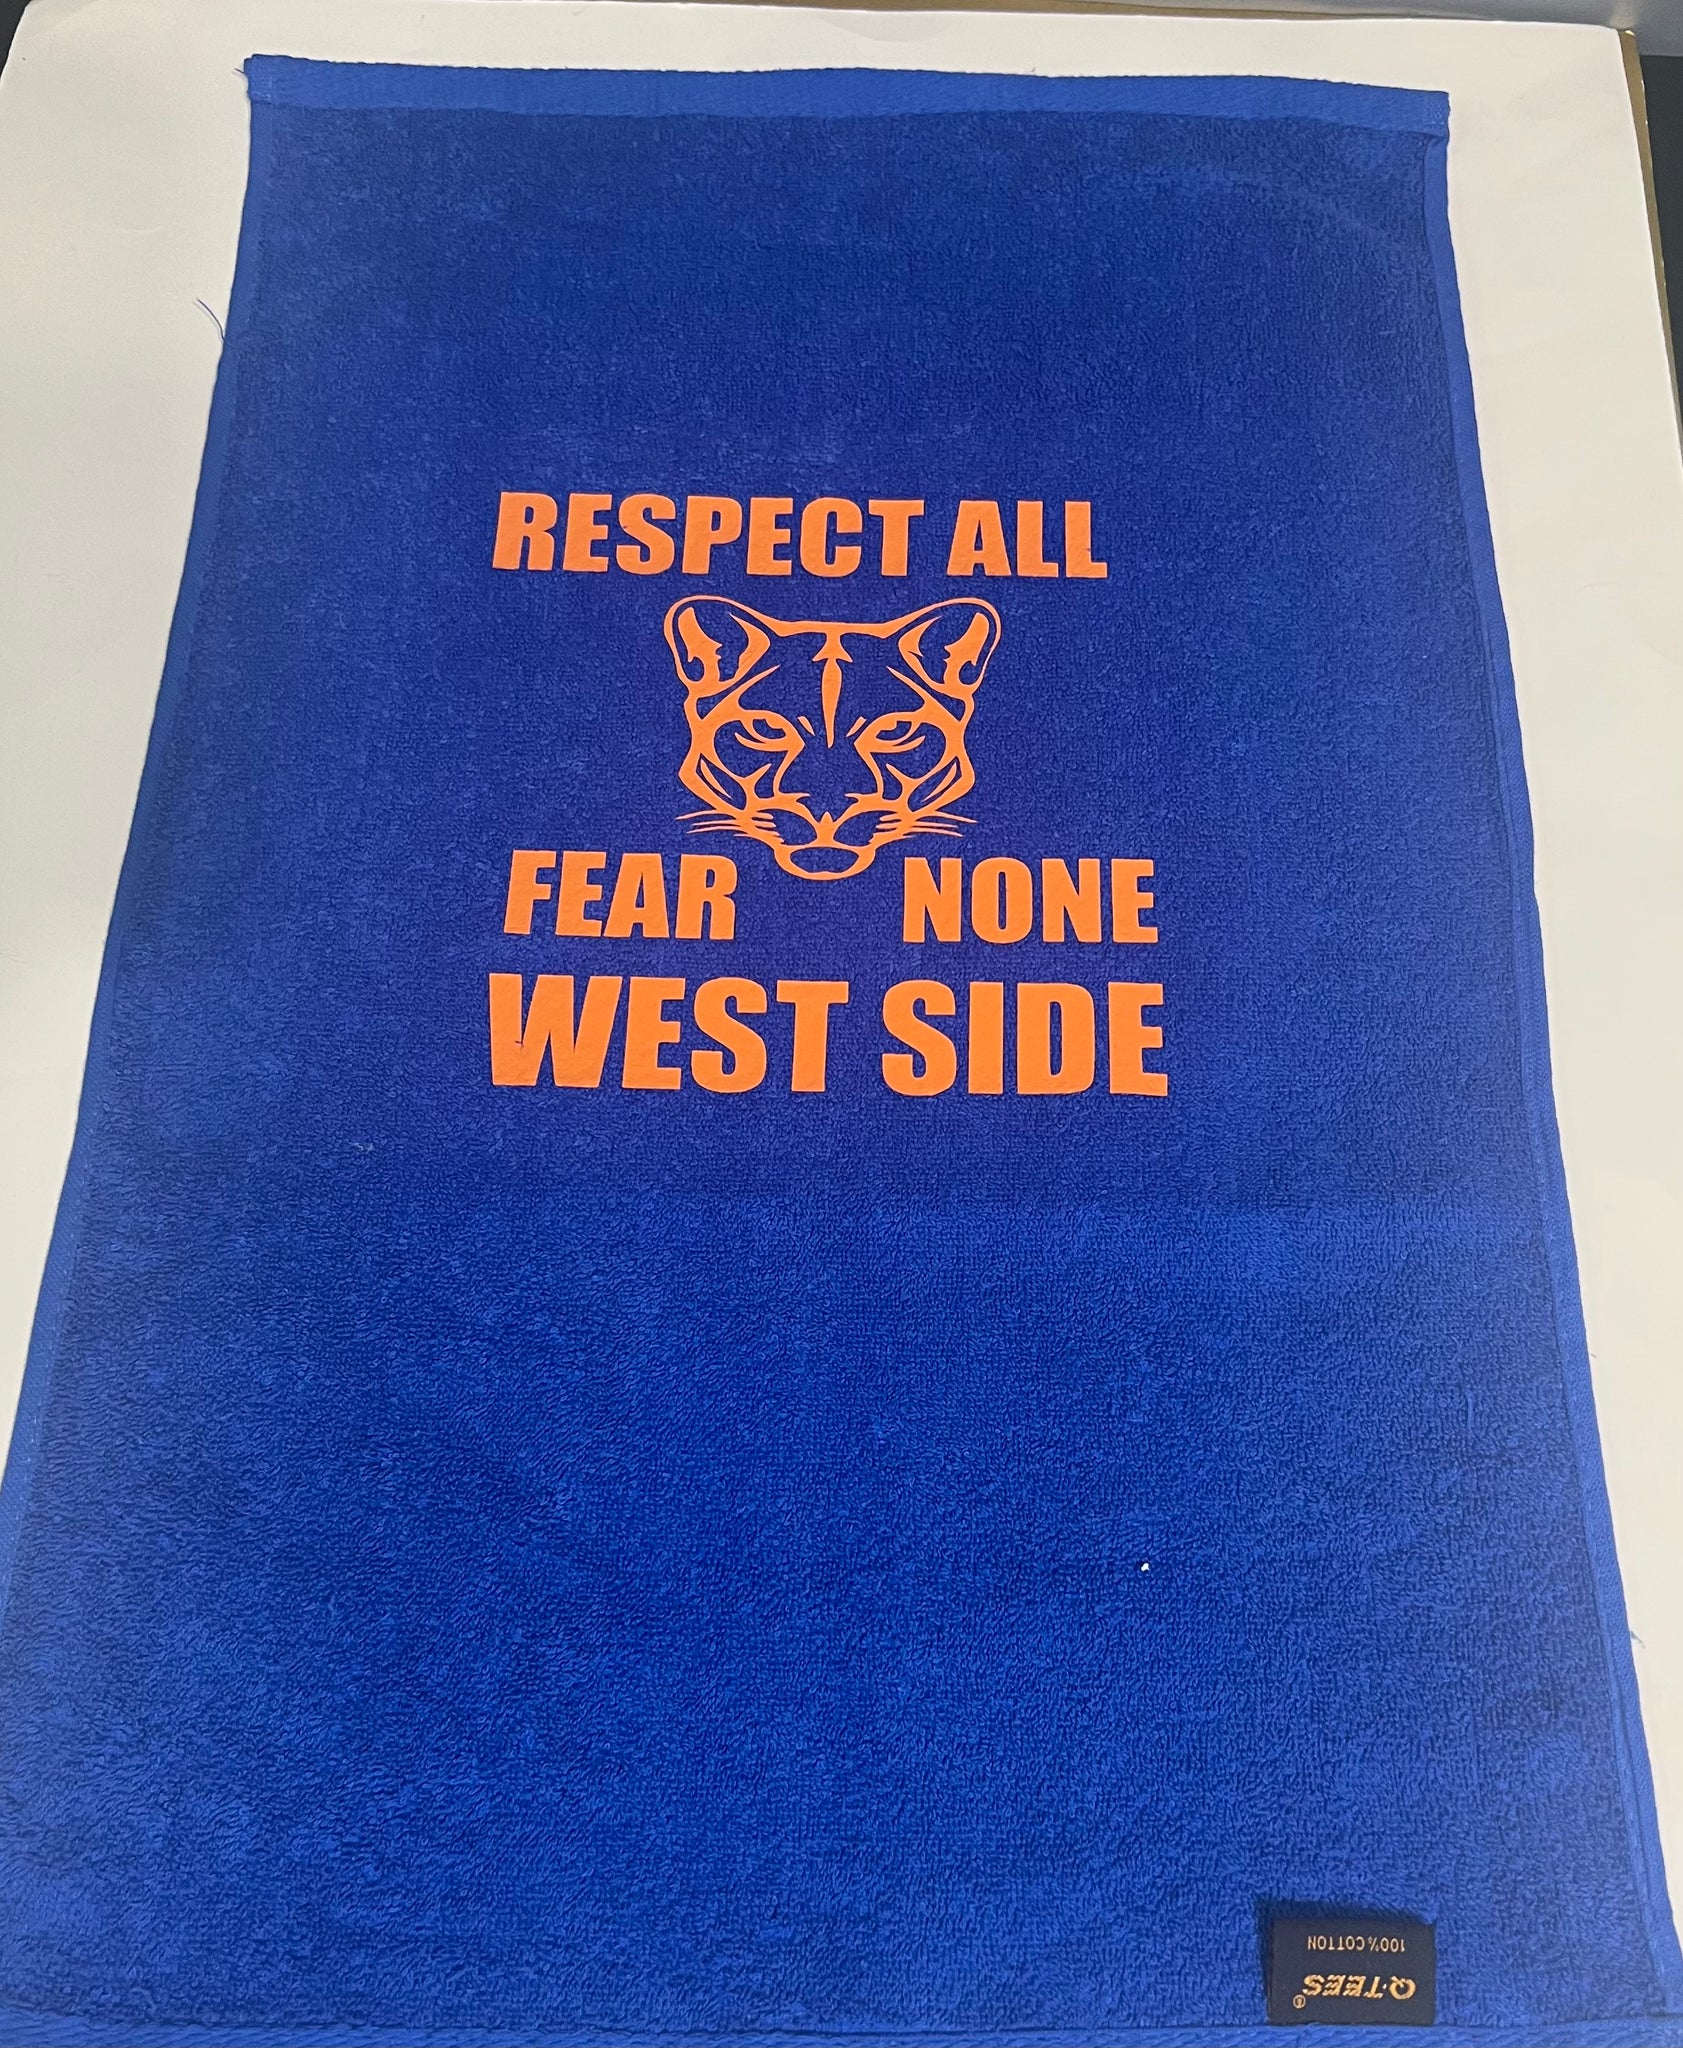 RESPECT ALL
FEAR NONE
WEST SIDE
Q-TEES®
100% COTTON